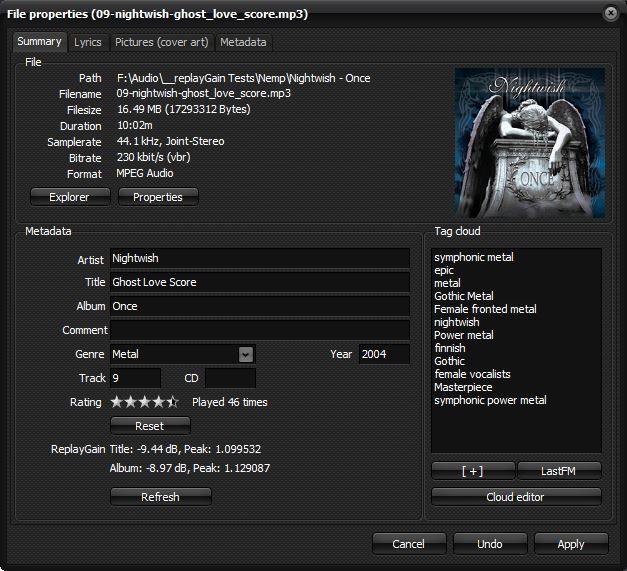 File properties (09-nightwish-ghost_love_score.mp3)
Summary Lyrics Pictures (cover art) Metadata
File
Path F:\Audio\__replayGain Tests\Nemp\Nightwish - Once
Filename 09-nightwish-ghost_love_score.mp3
Filesize 16.49 MB (17293312 Bytes)
Duration 10:02m
Samplerate 44.1 kHz, Joint-Stereo
Bitrate 230 kbit/s (vbr)
Format MPEG Audio
Explorer Properties
Nightwish
ONCE
Metadata
Artist Nightwish
Title Ghost Love Score
Album Once
Comment
Genre Metal Year 2004
Track 9 CD
Rating Played 46 times
Reset
ReplayGain Title: -9.44 dB, Peak: 1.099532
Album: -8.97 dB, Peak: 1.129087
Refresh
Tag cloud
symphonic metal
epic
metal
Gothic Metal
Female fronted metal
nightwish
Power metal
finnish
Gothic
female vocalists
Masterpiece
symphonic power metal
[ + ] LastFM
Cloud editor
Cancel Undo Apply